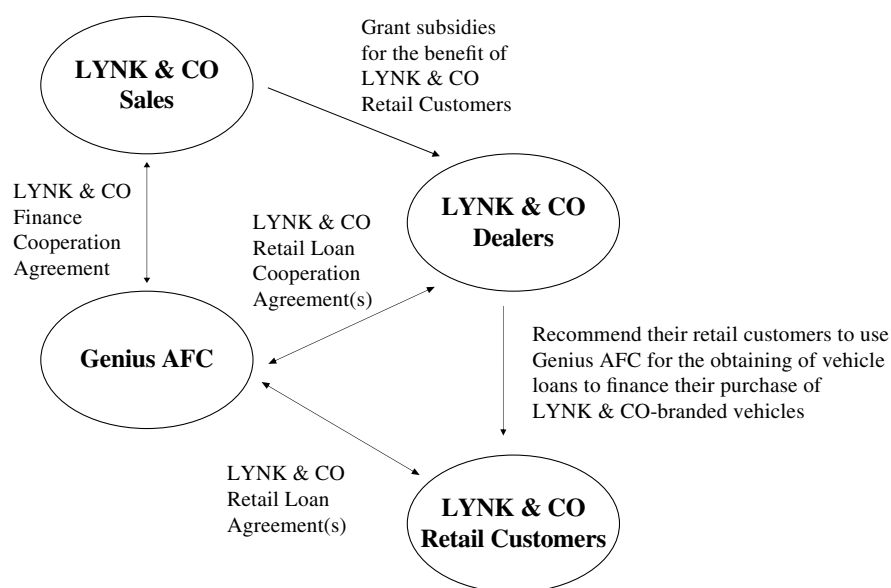 Grant subsidies
for the benefit of
LYNK & CO
Retail Customers
LYNK & CO
Sales
LYNK & CO
Finance
Cooperation
Agreement
LYNK & CO
Retail Loan
Cooperation
Agreement(s)
LYNK & CO
Dealers
Genius AFC
Recommend their retail customers to use
Genius AFC for the obtaining of vehicle
loans to finance their purchase of
LYNK & CO-branded vehicles
LYNK & CO
Retail Loan
Agreement(s)
LYNK & CO
Retail Customers